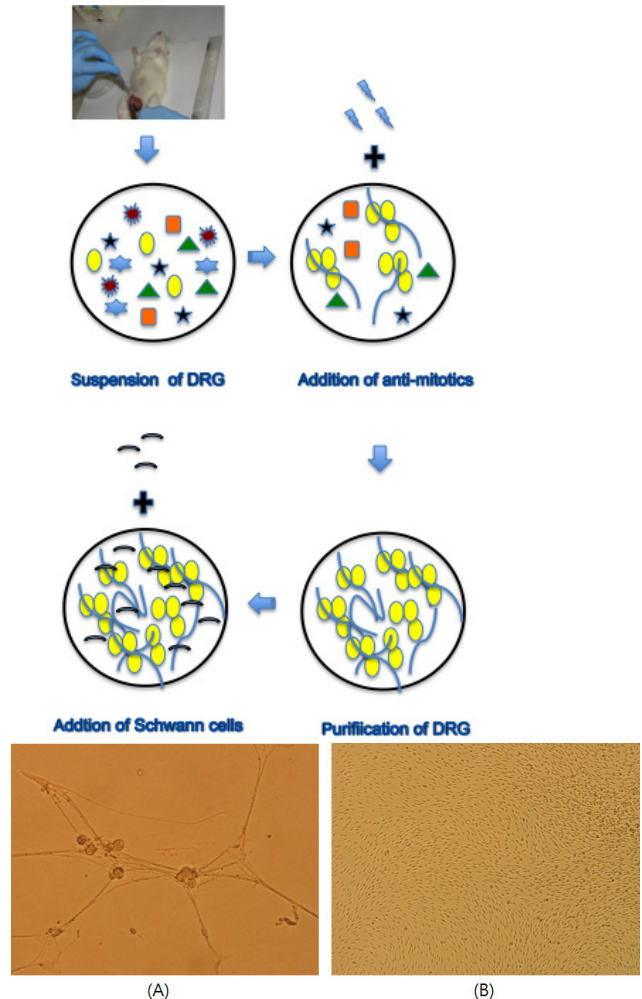 Suspension of DRG
Addition of anti-mitotics
Addtion of Schwann cells
Purifiication of DRG
(A)
(B)